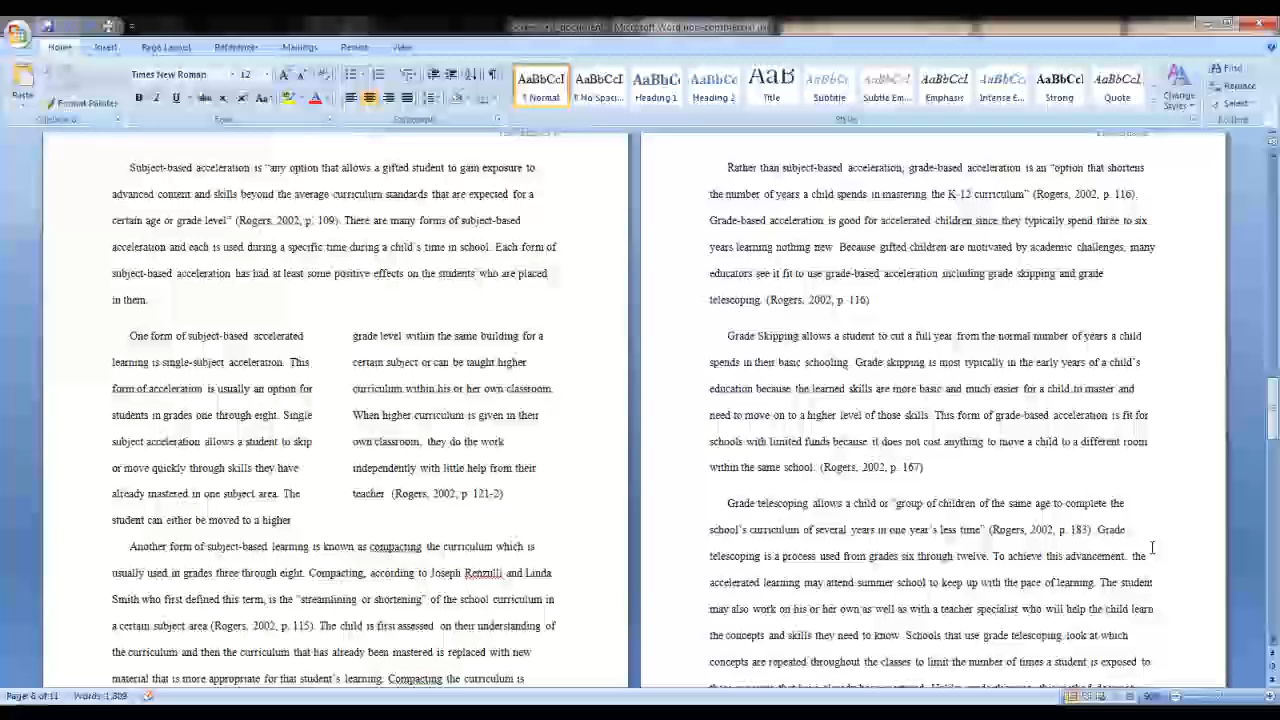 Microsoft Word non-commercial use
Home Insert Page Layout References Mailings Review View
Paste
Format Painter
Times New Roman 12
AaBbCcI AaBbCcI AaBbCc AaBbCc AaB AaBbCcI AaBbCcI AaBbCcI AaBbCcI AaBbCcI AaBbCcI
¶ Normal ¶ No Spaci... Heading 1 Heading 2 Title Subtitle Subtle Em... Emphasis Intense E... Strong Quote
Change Styles
Find
Replace
Select
Font Paragraph Styles Editing
Subject-based acceleration is “any option that allows a gifted student to gain exposure to
advanced content and skills beyond the average curriculum standards that are expected for a
certain age or grade level” (Rogers, 2002, p. 109). There are many forms of subject-based
acceleration and each is used during a specific time during a child’s time in school. Each form of
subject-based acceleration has had at least some positive effects on the students who are placed
in them.
One form of subject-based accelerated
learning is single-subject acceleration. This
form of acceleration is usually an option for
students in grades one through eight. Single
subject acceleration allows a student to skip
or move quickly through skills they have
already mastered in one subject area. The
student can either be moved to a higher
grade level within the same building for a
certain subject or can be taught higher
curriculum within his or her own classroom.
When higher curriculum is given in their
own classroom, they do the work
independently with little help from their
teacher (Rogers, 2002, p 121-2)
Another form of subject-based learning is known as compacting the curriculum which is
usually used in grades three through eight. Compacting, according to Joseph Renzulli and Linda
Smith who first defined this term, is the “streamlining or shortening” of the school curriculum in
a certain subject area (Rogers, 2002, p. 115). The child is first assessed on their understanding of
the curriculum and then the curriculum that has already been mastered is replaced with new
material that is more appropriate for that student’s learning. Compacting the curriculum is
Rather than subject-based acceleration, grade-based acceleration is an “option that shortens
the number of years a child spends in mastering the K-12 curriculum” (Rogers, 2002, p. 116).
Grade-based acceleration is good for accelerated children since they typically spend three to six
years learning nothing new. Because gifted children are motivated by academic challenges, many
educators see it fit to use grade-based acceleration including grade skipping and grade
telescoping. (Rogers, 2002, p. 116)
Grade Skipping allows a student to cut a full year from the normal number of years a child
spends in their basic schooling. Grade skipping is most typically in the early years of a child’s
education because the learned skills are more basic and much easier for a child to master and
need to move on to a higher level of those skills. This form of grade-based acceleration is fit for
schools with limited funds because it does not cost anything to move a child to a different room
within the same school. (Rogers, 2002, p. 167)
Grade telescoping allows a child or “group of children of the same age to complete the
school’s curriculum of several years in one year’s less time” (Rogers, 2002, p. 183). Grade
telescoping is a process used from grades six through twelve. To achieve this advancement, the
accelerated learning may attend summer school to keep up with the pace of learning. The student
may also work on his or her own as well as with a teacher specialist who will help the child learn
the concepts and skills they need to know. Schools that use grade telescoping look at which
concepts are repeated throughout the classes to limit the number of times a student is exposed to
Page: 6 of 11 Words: 1,809 90%